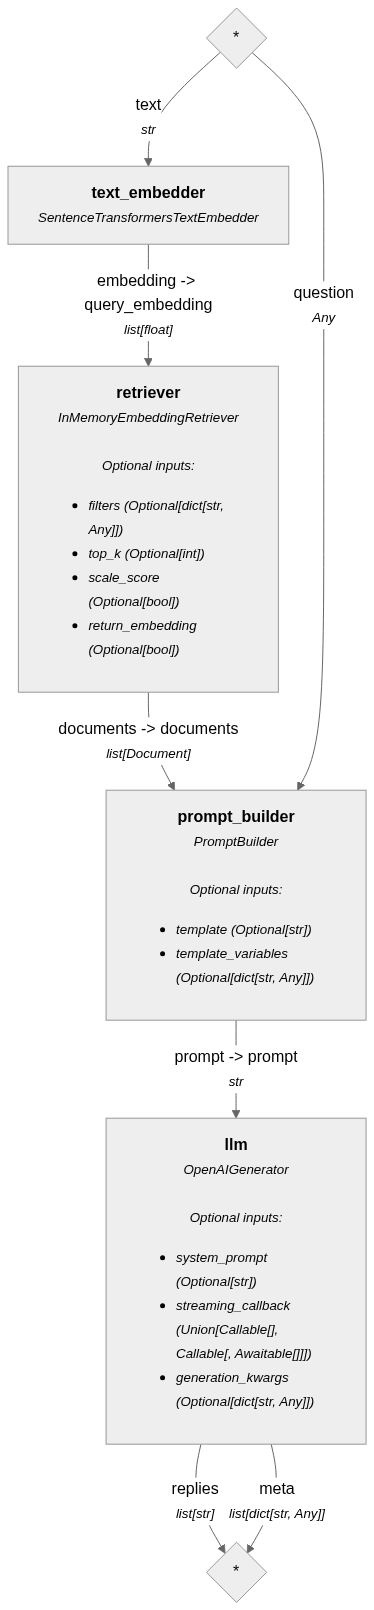 *
text
str
text_embedder
SentenceTransformersTextEmbedder
embedding ->
query_embedding
list[float]
question
Any
retriever
InMemoryEmbeddingRetriever
Optional inputs:
• filters (Optional[dict[str,
Any]])
• top_k (Optional[int])
• scale_score
(Optional[bool])
• return_embedding
(Optional[bool])
documents -> documents
list[Document]
prompt_builder
PromptBuilder
Optional inputs:
• template (Optional[str])
• template_variables
(Optional[dict[str, Any]])
prompt -> prompt
str
llm
OpenAIGenerator
Optional inputs:
• system_prompt
(Optional[str])
• streaming_callback
(Union[Callable[],
Callable[, Awaitable[]]])
• generation_kwargs
(Optional[dict[str, Any]])
replies
list[str]
meta
list[dict[str, Any]]
*